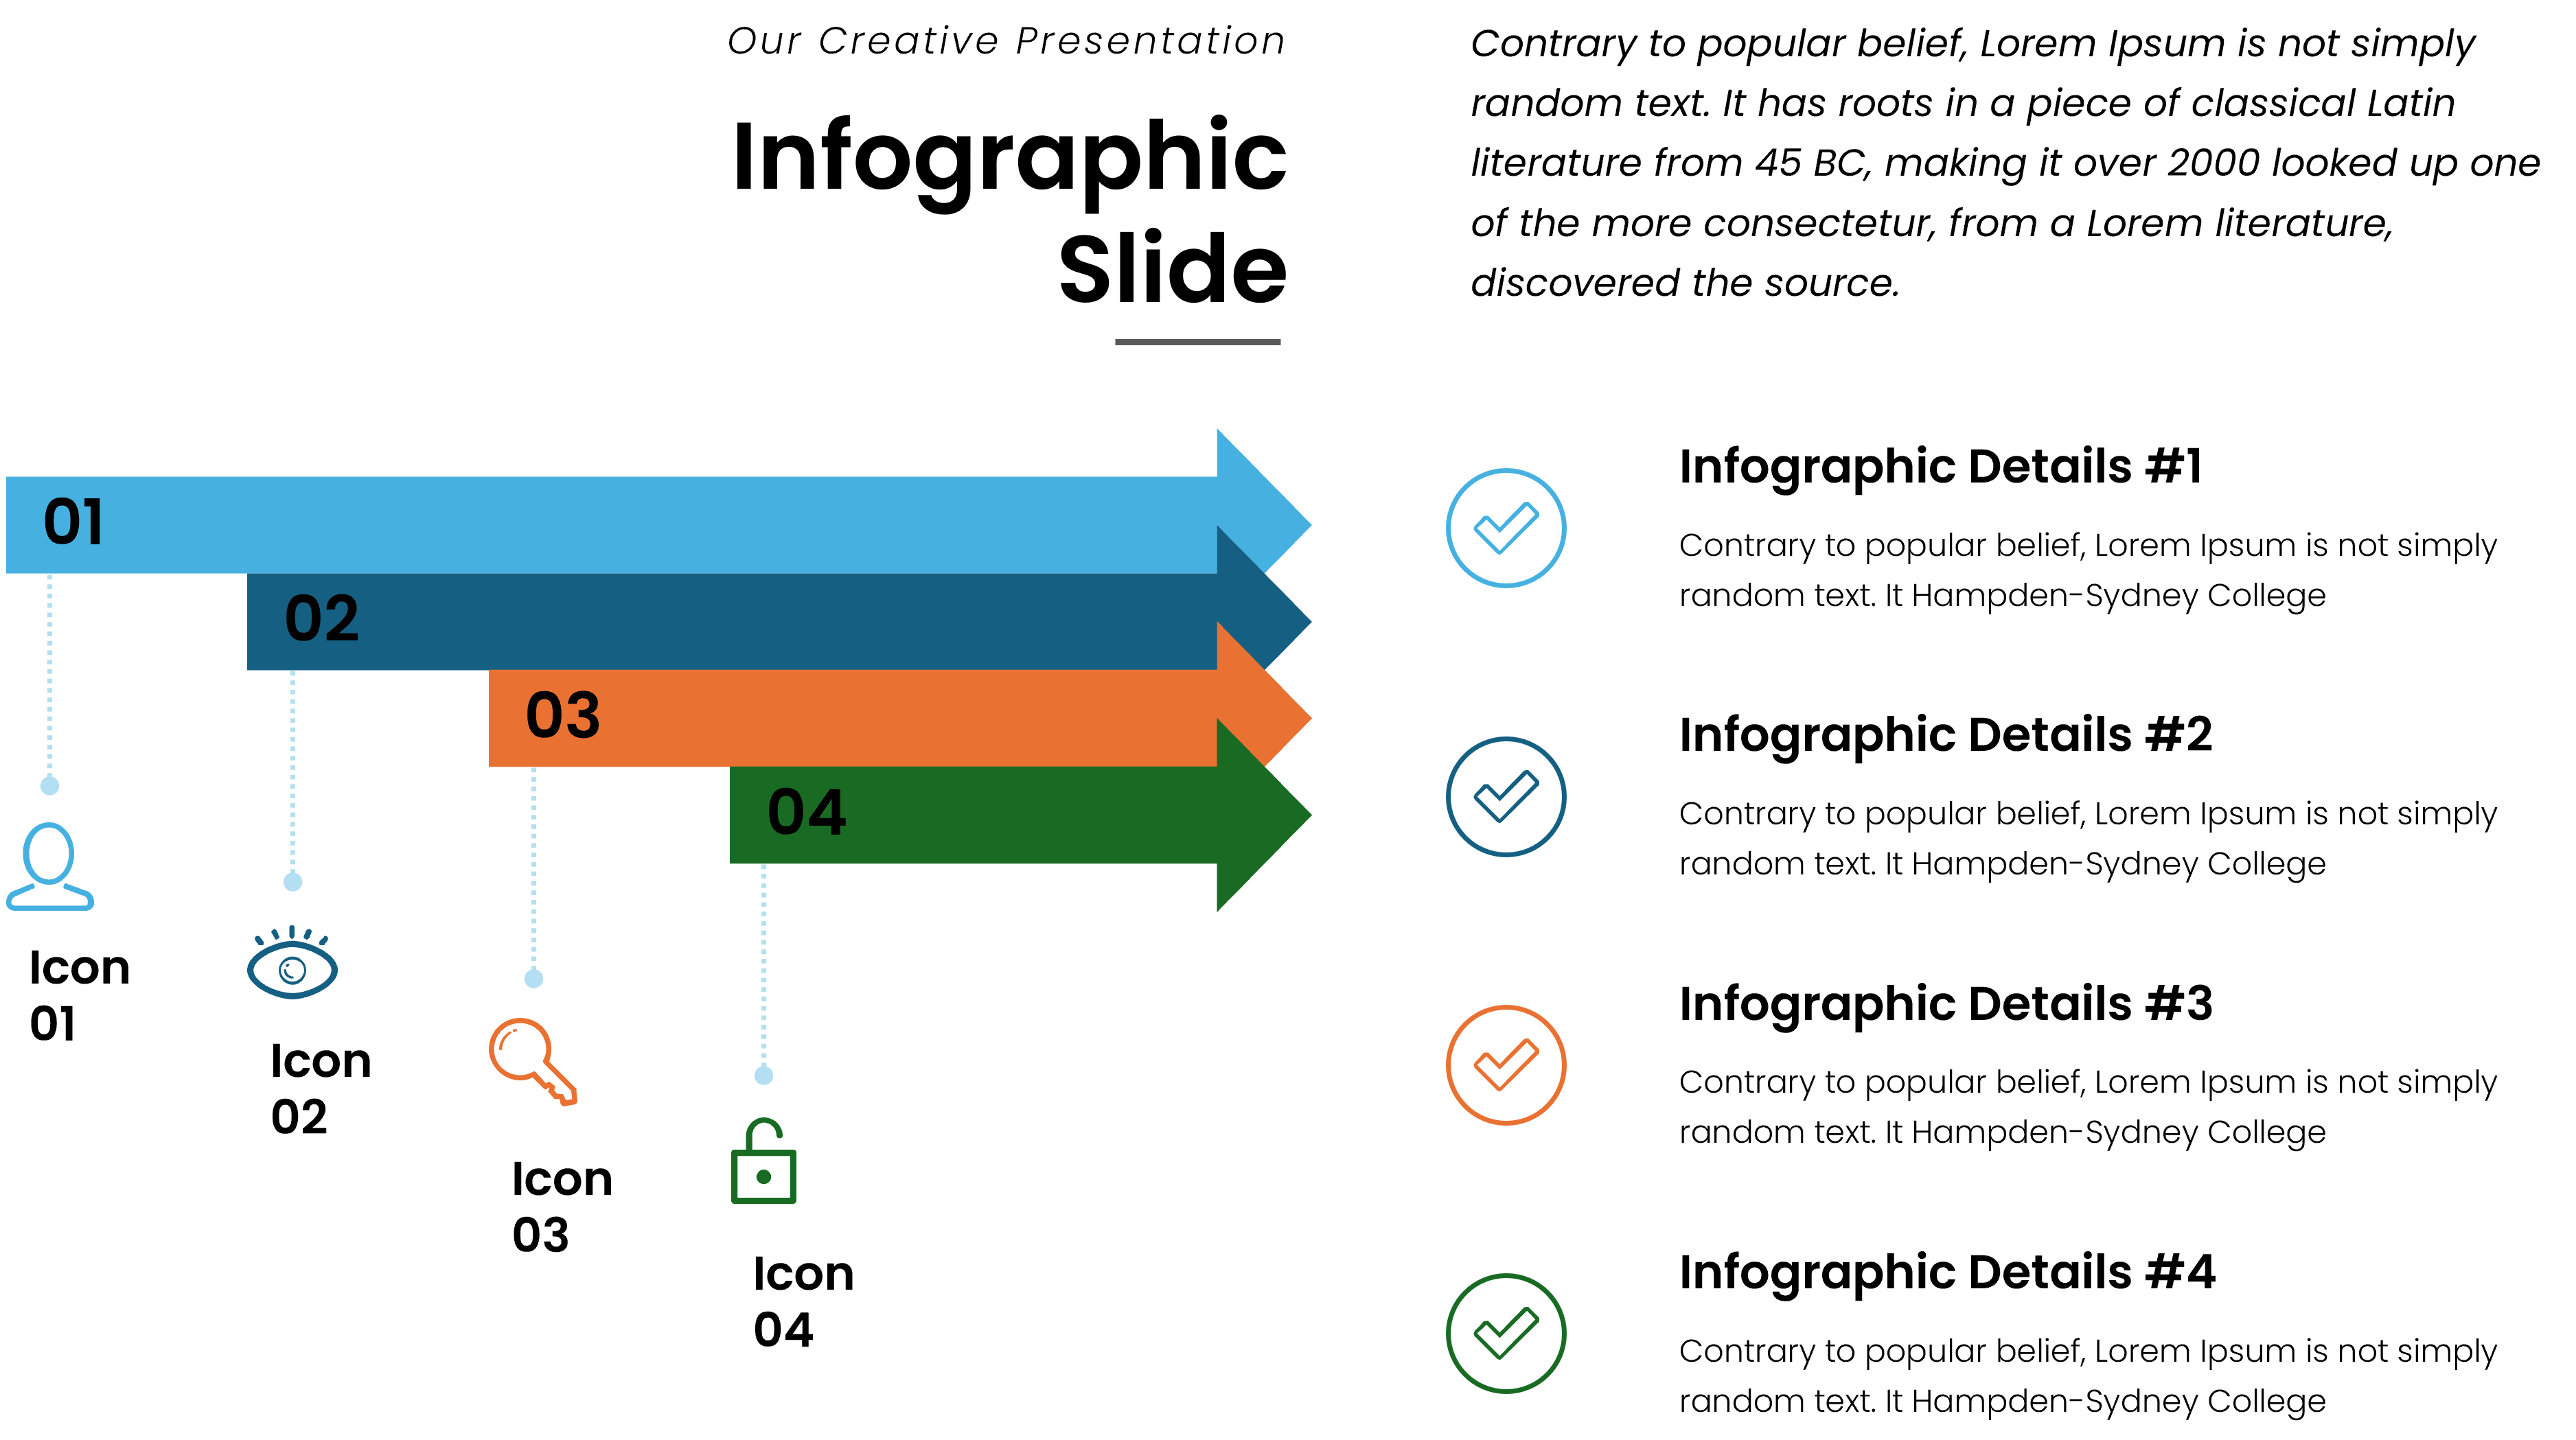 Our Creative Presentation
Infographic
Slide
Contrary to popular belief, Lorem Ipsum is not simply
random text. It has roots in a piece of classical Latin
literature from 45 BC, making it over 2000 looked up one
of the more consectetur, from a Lorem literature,
discovered the source.
01
02
03
04
Icon
01
Icon
02
Icon
03
Icon
04
Infographic Details #1
Contrary to popular belief, Lorem Ipsum is not simply
random text. It Hampden-Sydney College
Infographic Details #2
Contrary to popular belief, Lorem Ipsum is not simply
random text. It Hampden-Sydney College
Infographic Details #3
Contrary to popular belief, Lorem Ipsum is not simply
random text. It Hampden-Sydney College
Infographic Details #4
Contrary to popular belief, Lorem Ipsum is not simply
random text. It Hampden-Sydney College